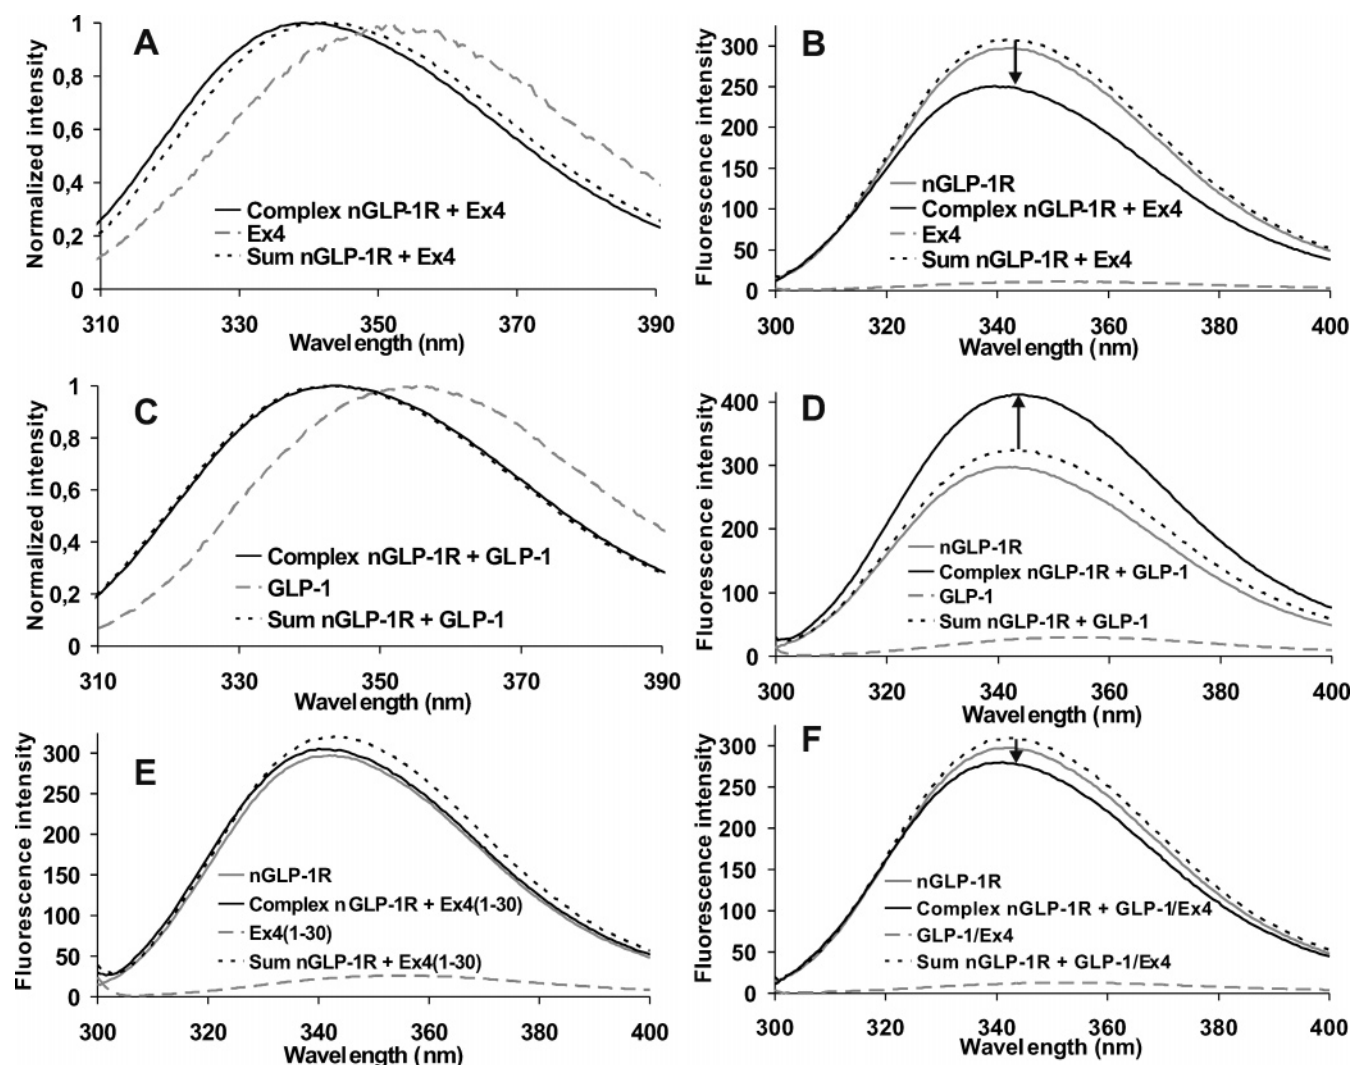 A
Normalized intensity
1
0,8
0,6
0,4
0,2
0
Complex nGLP-1R + Ex4
Ex4
Sum nGLP-1R + Ex4
310 330 350 370 390
Wavelength (nm)
B
Fluorescence intensity
300
250
200
150
100
50
0
nGLP-1R
Complex nGLP-1R + Ex4
Ex4
Sum nGLP-1R + Ex4
300 320 340 360 380 400
Wavelength (nm)
C
Normalized intensity
1
0,8
0,6
0,4
0,2
0
Complex nGLP-1R + GLP-1
GLP-1
Sum nGLP-1R + GLP-1
310 330 350 370 390
Wavelength (nm)
D
Fluorescence intensity
400
300
200
100
0
nGLP-1R
Complex nGLP-1R + GLP-1
GLP-1
Sum nGLP-1R + GLP-1
300 320 340 360 380 400
Wavelength (nm)
E
Fluorescence intensity
300
250
200
150
100
50
0
nGLP-1R
Complex nGLP-1R + Ex4(1-30)
Ex4(1-30)
Sum nGLP-1R + Ex4(1-30)
300 320 340 360 380 400
Wavelength (nm)
F
Fluorescence intensity
300
250
200
150
100
50
0
nGLP-1R
Complex nGLP-1R + GLP-1/Ex4
GLP-1/Ex4
Sum nGLP-1R + GLP-1/Ex4
300 320 340 360 380 400
Wavelength (nm)